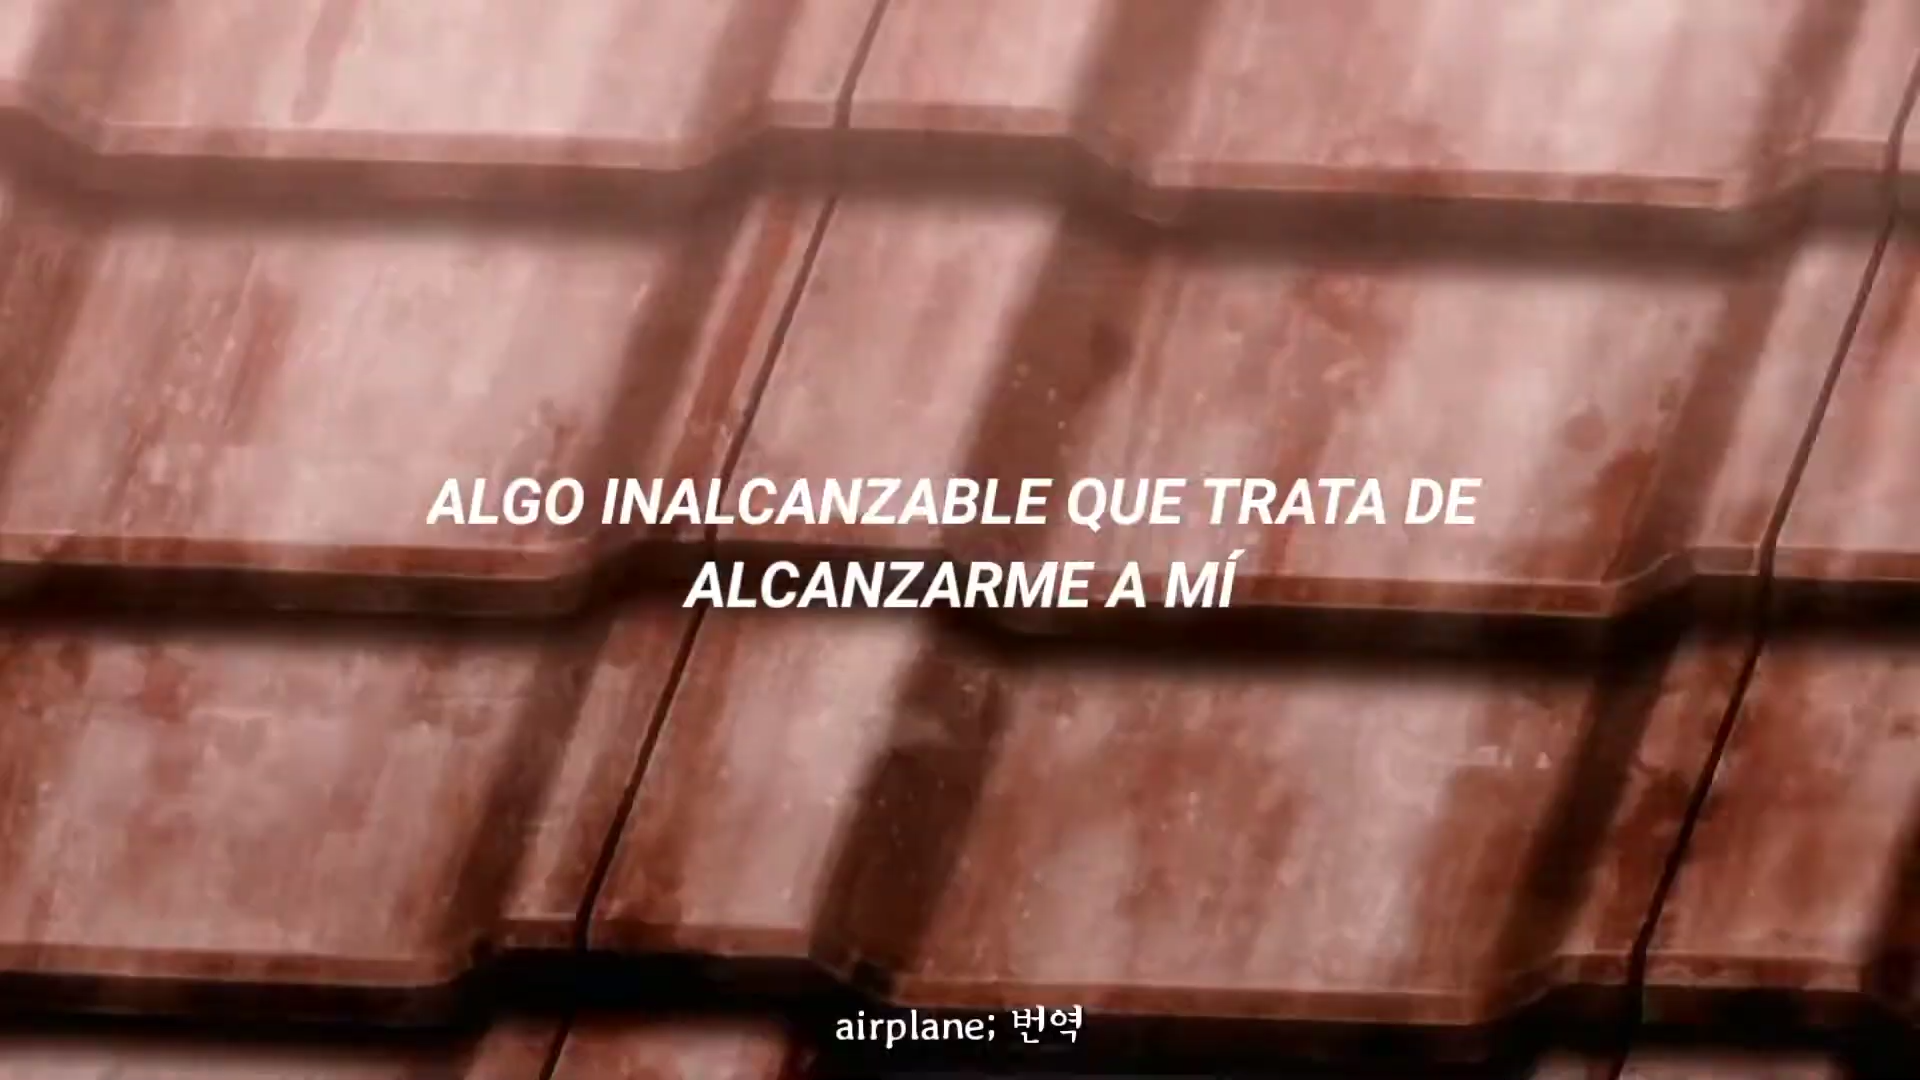 ALGO INALCANZABLE QUE TRATA DE
ALCANZARME A MÍ
airplane; 번역